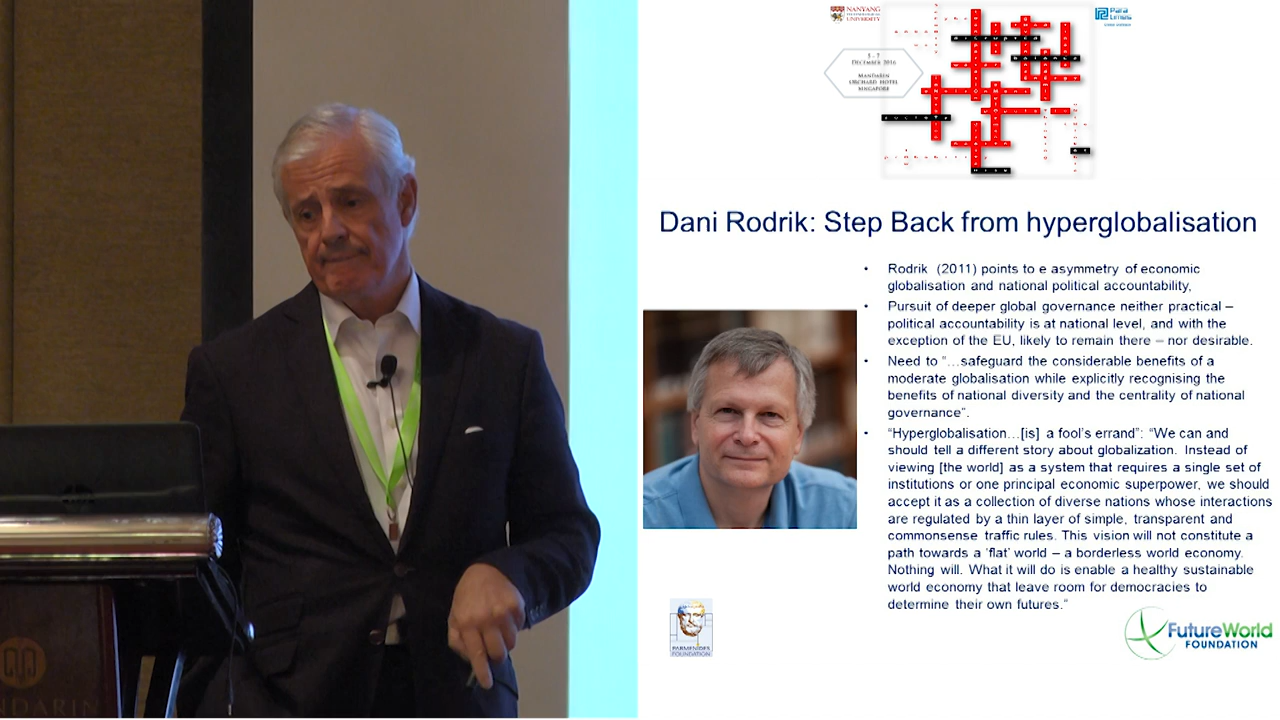 NANYANG
UNIVERSITY
Para
Limes
5 - 7
DECEMBER 2016
MANDARIN
ORCHARD HOTEL
SINGAPORE
Dani Rodrik: Step Back from hyperglobalisation
• Rodrik (2011) points to e asymmetry of economic
globalisation and national political accountability,
• Pursuit of deeper global governance neither practical –
political accountability is at national level, and with the
exception of the EU, likely to remain there – nor desirable.
• Need to "…safeguard the considerable benefits of a
moderate globalisation while explicitly recognising the
benefits of national diversity and the centrality of national
governance".
• "Hyperglobalisation…[is] a fool's errand": "We can and
should tell a different story about globalization. Instead of
viewing [the world] as a system that requires a single set of
institutions or one principal economic superpower, we should
accept it as a collection of diverse nations whose interactions
are regulated by a thin layer of simple, transparent and
commonsense traffic rules. This vision will not constitute a
path towards a 'flat' world – a borderless world economy.
Nothing will. What it will do is enable a healthy sustainable
world economy that leave room for democracies to
determine their own futures."
PARMENIDES
FOUNDATION
FutureWorld
FOUNDATION
NDARIN